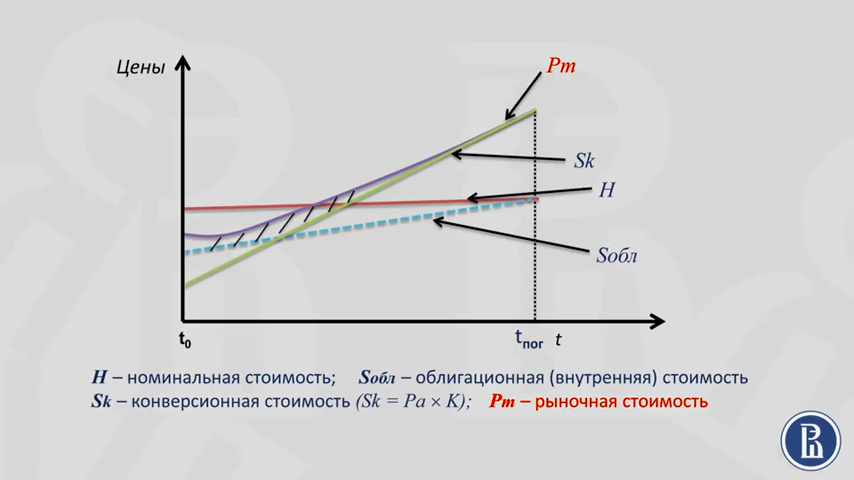 Цены
Pm
Sk
H
Sобл
t₀
tпог t
H – номинальная стоимость; Sобл – облигационная (внутренняя) стоимость
Sk – конверсионная стоимость (Sk = Pa × K); Pm – рыночная стоимость